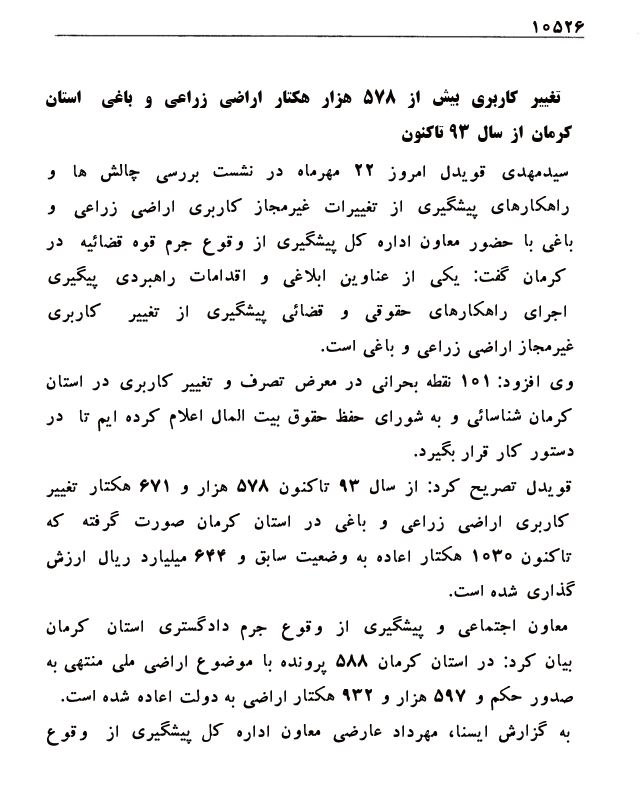 ۱۰۵۲۶
تغییر کاربری بیش از ۵۷۸ هزار هکتار اراضی زراعی و باغی استان
کرمان از سال ۹۳ تاکنون
سیدمهدی قویدل امروز ۲۲ مهرماه در نشست بررسی چالش ها و
راهکارهای پیشگیری از تغییرات غیرمجاز کاربری اراضی زراعی و
باغی با حضور معاون اداره کل پیشگیری از وقوع جرم قوه قضائیه در
کرمان گفت: یکی از عناوین ابلاغی و اقدامات راهبردی پیگیری
اجرای راهکارهای حقوقی و قضائی پیشگیری از تغییر کاربری
غیرمجاز اراضی زراعی و باغی است.
وی افزود: ۱۰۱ نقطه بحرانی در معرض تصرف و تغییر کاربری در استان
کرمان شناسائی و به شورای حفظ حقوق بیت المال اعلام کرده ایم تا در
دستور کار قرار بگیرد.
قویدل تصریح کرد: از سال ۹۳ تاکنون ۵۷۸ هزار و ۶۷۱ هکتار تغییر
کاربری اراضی زراعی و باغی در استان کرمان صورت گرفته که
تاکنون ۱۰۳۰ هکتار اعاده به وضعیت سابق و ۶۴۴ میلیارد ریال ارزش
گذاری شده است.
معاون اجتماعی و پیشگیری از وقوع جرم دادگستری استان کرمان
بیان کرد: در استان کرمان ۵۸۸ پرونده با موضوع اراضی ملی منتهی به
صدور حکم و ۵۹۷ هزار و ۹۳۲ هکتار اراضی به دولت اعاده شده است.
به گزارش ایسنا، مهرداد عارضی معاون اداره کل پیشگیری از وقوع